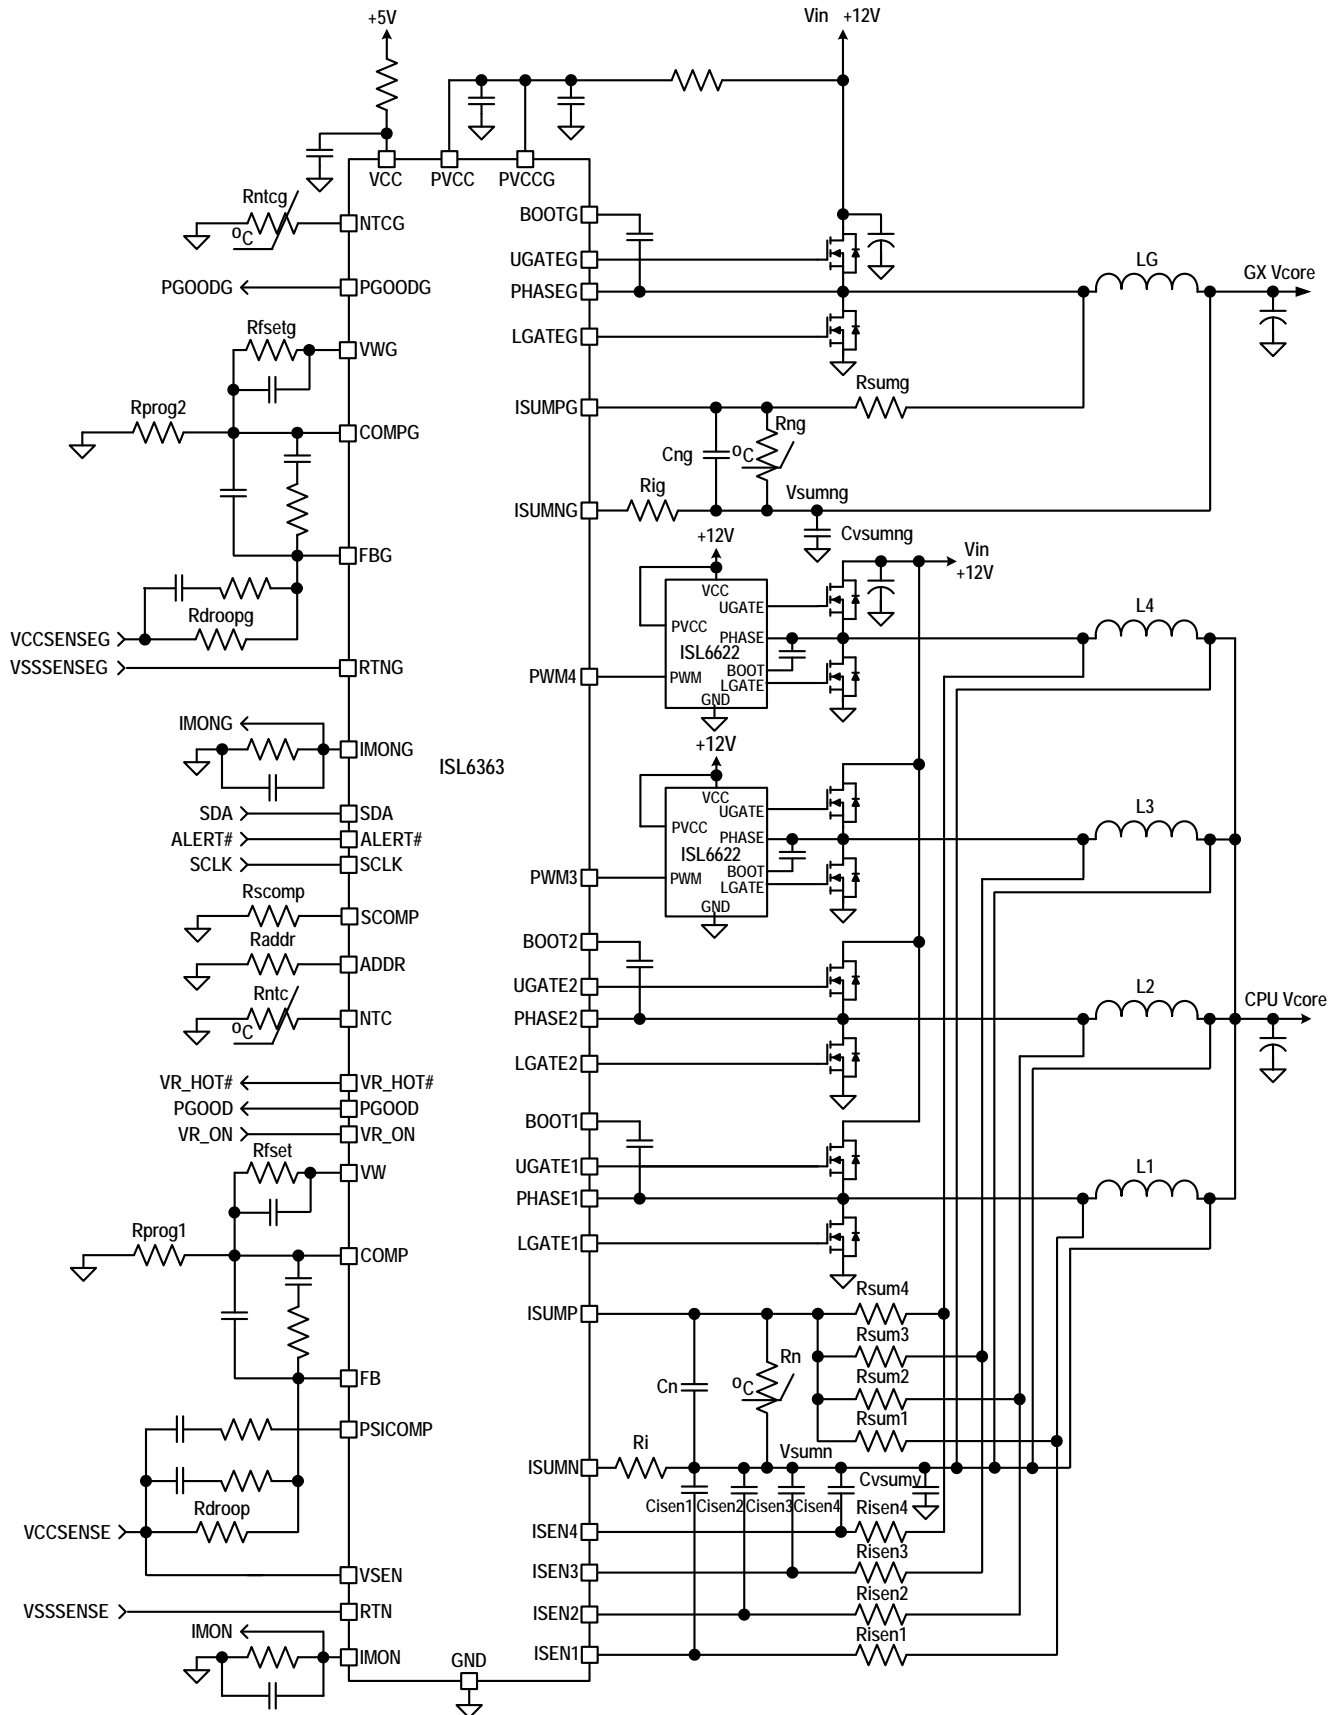 +5V
Vin +12V
VCC
PVCC
PVCCG
Rntcg
oC
NTCG
PGOODG
PGOODG
Rfsetg
VWG
Rprog2
COMPG
FBG
Rdroopg
VCCSENSEG
VSSSENSEG
RTNG
IMONG
IMONG
ISL6363
SDA
SDA
ALERT#
ALERT#
SCLK
SCLK
Rscomp
SCOMP
Raddr
ADDR
Rntc
oC
NTC
VR_HOT#
VR_HOT#
PGOOD
PGOOD
VR_ON
VR_ON
Rfset
VW
Rprog1
COMP
FB
PSICOMP
Rdroop
VCCSENSE
VSEN
VSSSENSE
RTN
IMON
IMON
GND
BOOTG
UGATEG
PHASEG
LGATEG
LG
GX Vcore
Rsumg
ISUMPG
Rng
Cng
oC
Rig
Vsumng
ISUMNG
Cvsumng
+12V
Vin
+12V
VCC
UGATE
PVCC
PHASE
ISL6622
BOOT
PWM
LGATE
GND
PWM4
L4
+12V
VCC
UGATE
PVCC
PHASE
ISL6622
BOOT
PWM
LGATE
GND
PWM3
L3
BOOT2
UGATE2
PHASE2
LGATE2
L2
CPU Vcore
BOOT1
UGATE1
PHASE1
LGATE1
L1
ISUMP
Rsum4
Rsum3
Rsum2
Rsum1
Rn
Cn
oC
Ri
Vsumn
ISUMN
Cvsumv
Cisen1
Cisen2
Cisen3
Cisen4
Risen4
ISEN4
Risen3
ISEN3
Risen2
ISEN2
Risen1
ISEN1